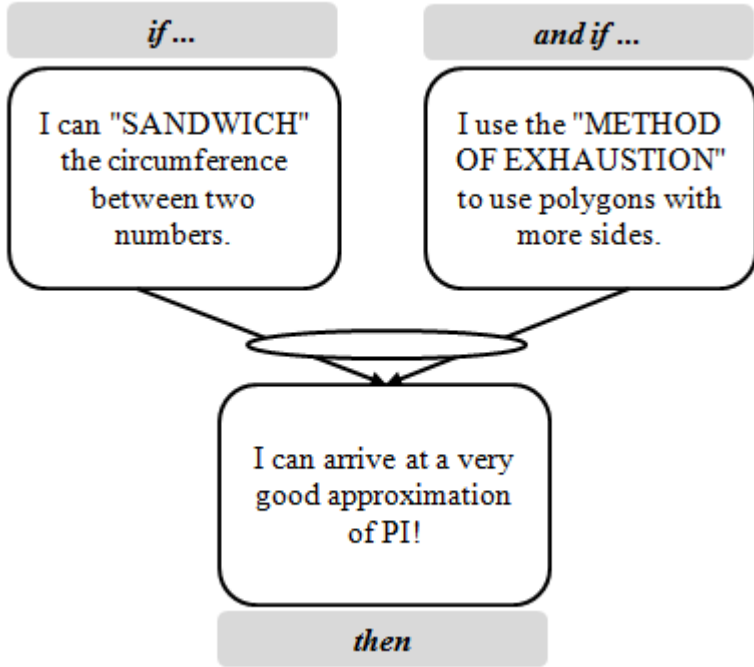 if ...
I can "SANDWICH"
the circumference
between two
numbers.
and if ...
I use the "METHOD
OF EXHAUSTION"
to use polygons with
more sides.
I can arrive at a very
good approximation
of PI!
then